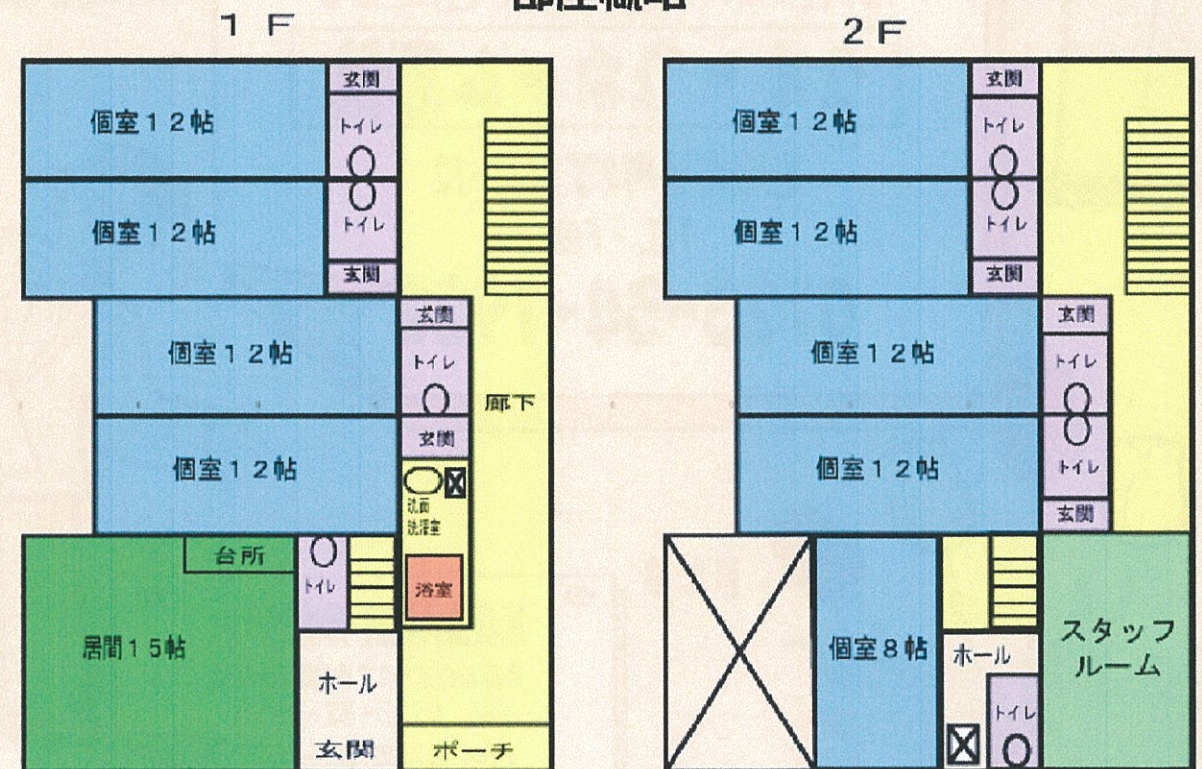 1F
個室12帖
玄関
トイレ
個室12帖
トイレ
玄関
個室12帖
玄関
トイレ
廊下
個室12帖
玄関
洗面
洗濯室
台所
トイレ
浴室
居間15帖
ホール
玄関
ポーチ
2F
個室12帖
玄関
トイレ
個室12帖
トイレ
玄関
個室12帖
玄関
トイレ
個室12帖
トイレ
玄関
個室8帖
ホール
スタッフ
ルーム
トイレ